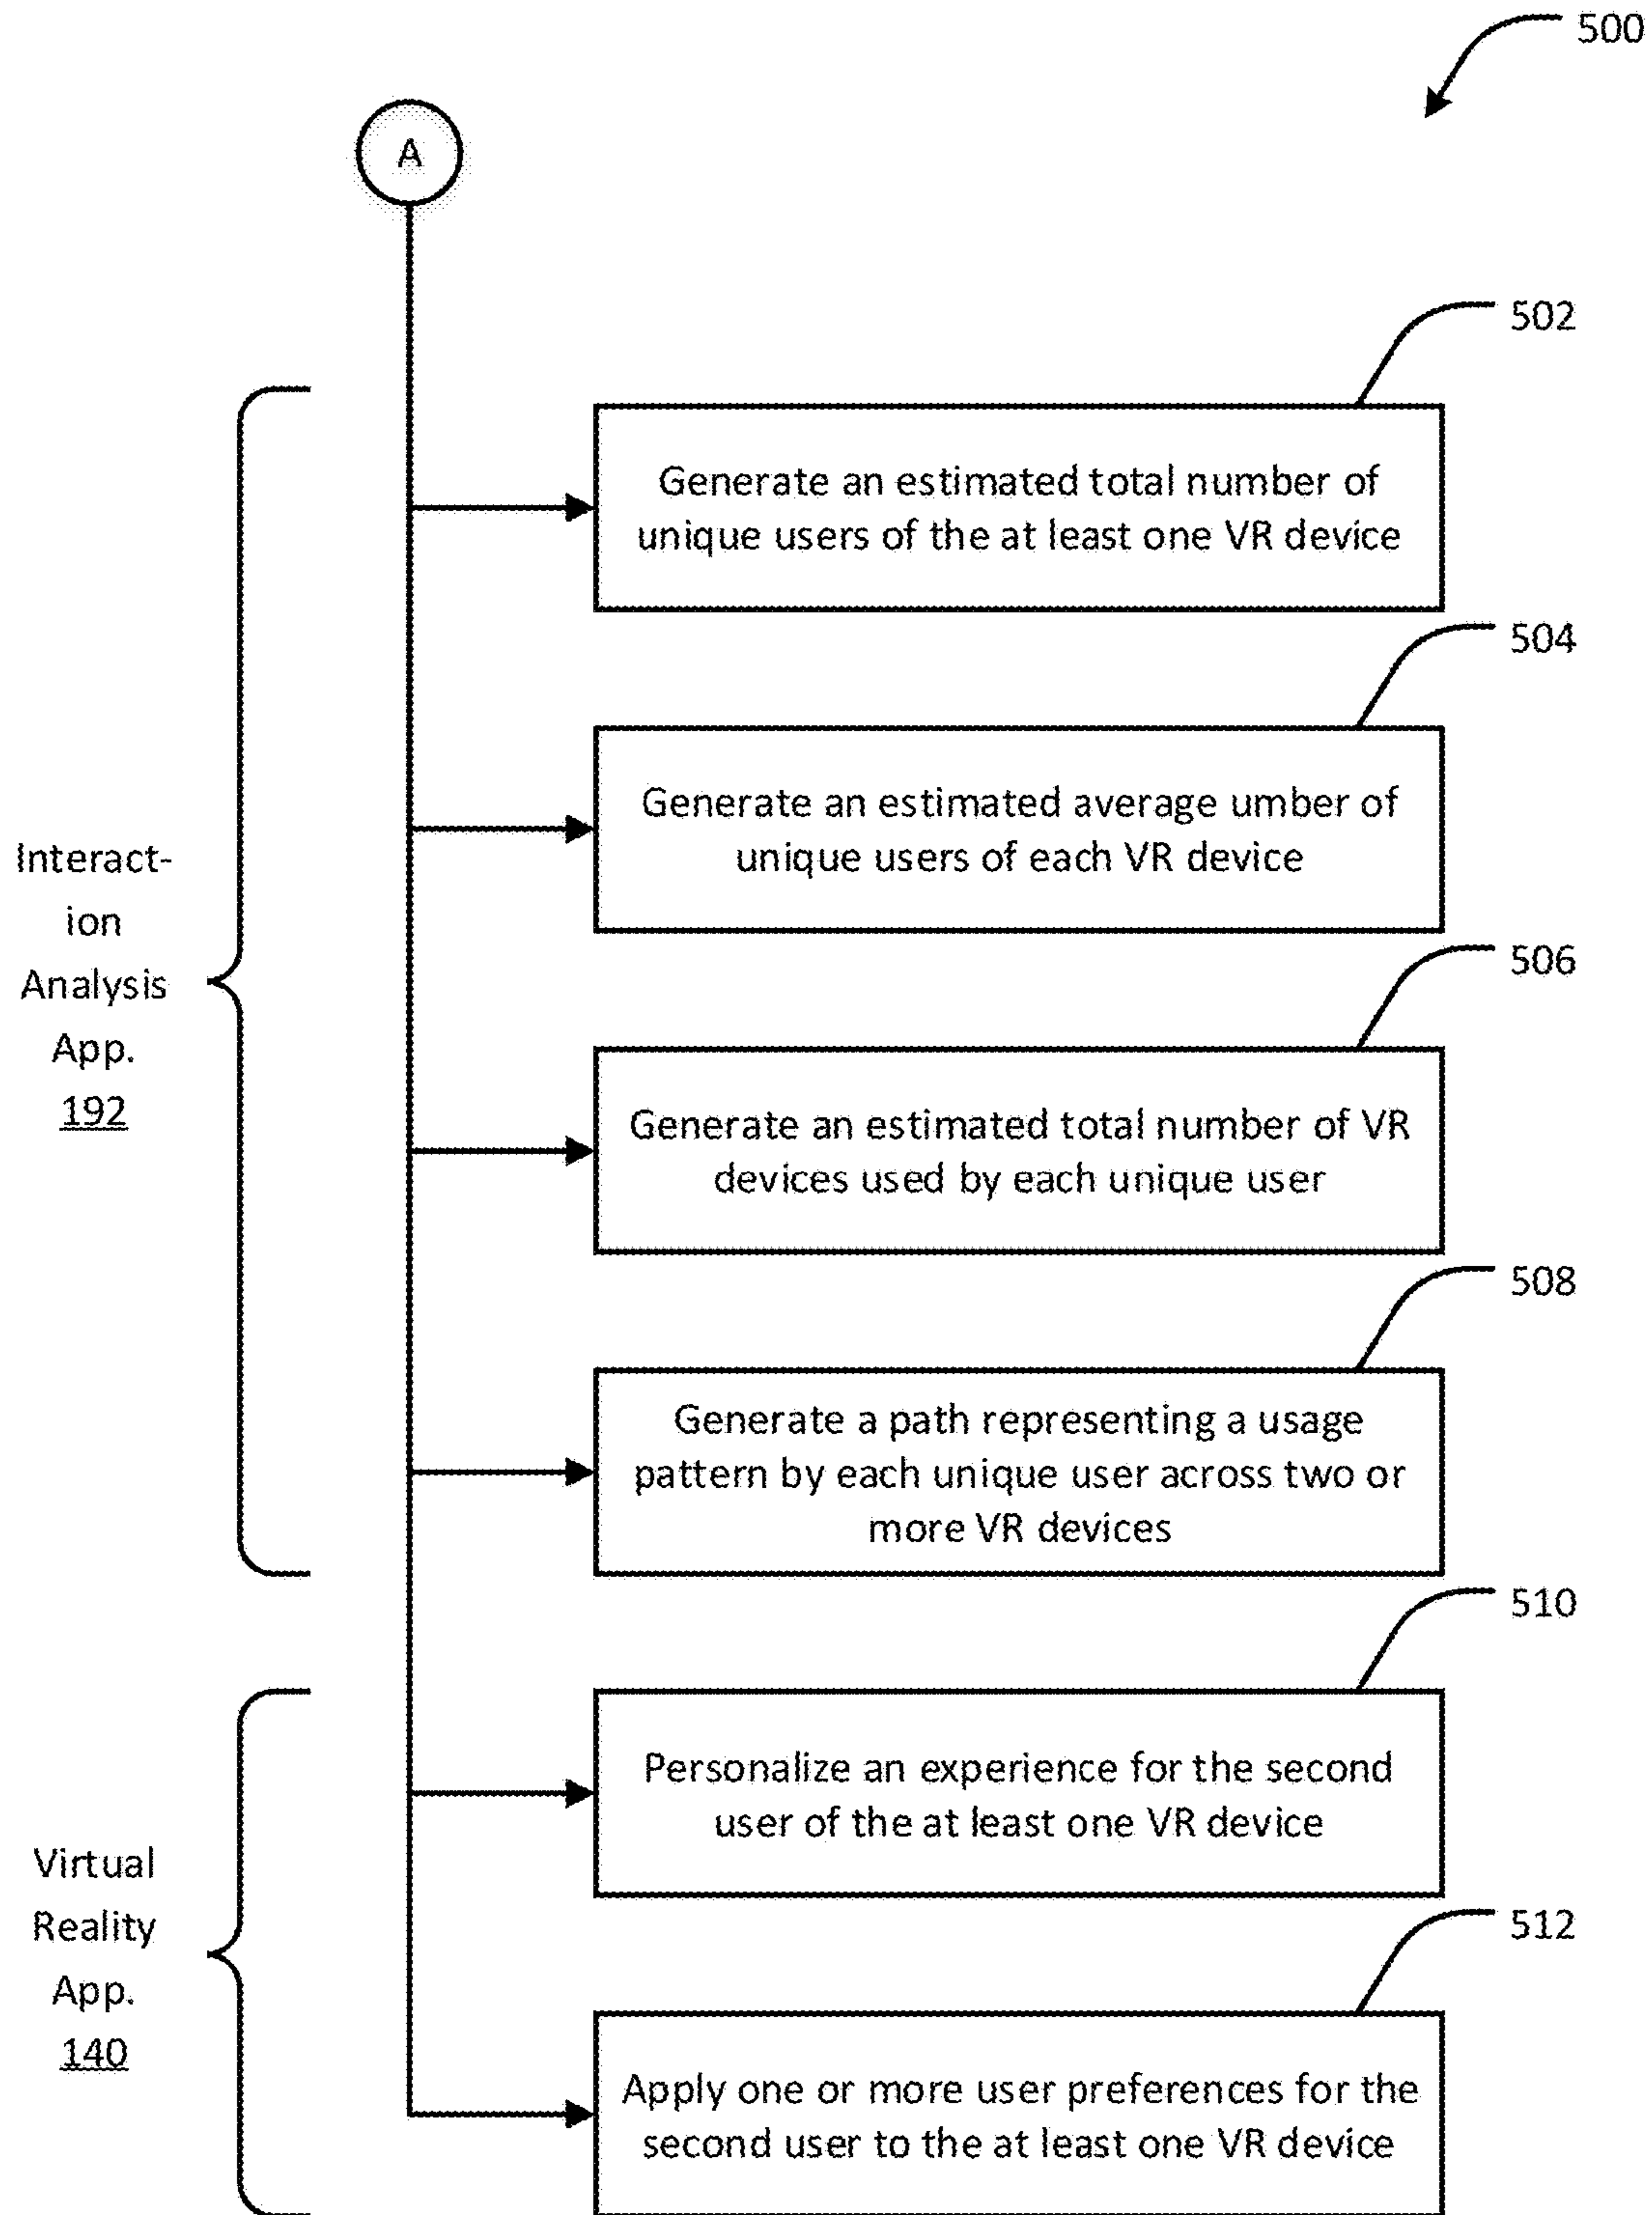 500
A
502
Generate an estimated total number of
unique users of the at least one VR device
504
Generate an estimated average umber of
unique users of each VR device
Interact-
ion
Analysis
App.
192
506
Generate an estimated total number of VR
devices used by each unique user
508
Generate a path representing a usage
pattern by each unique user across two or
more VR devices
510
Personalize an experience for the second
user of the at least one VR device
Virtual
Reality
App.
140
512
Apply one or more user preferences for the
second user to the at least one VR device